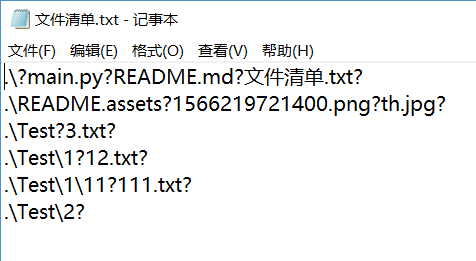 文件清单.txt - 记事本
文件(F) 编辑(E) 格式(O) 查看(V) 帮助(H)
.\?main.py?README.md?文件清单.txt?
.\README.assets?1566219721400.png?th.jpg?
.\Test?3.txt?
.\Test\1?12.txt?
.\Test\1\11?111.txt?
.\Test\2?